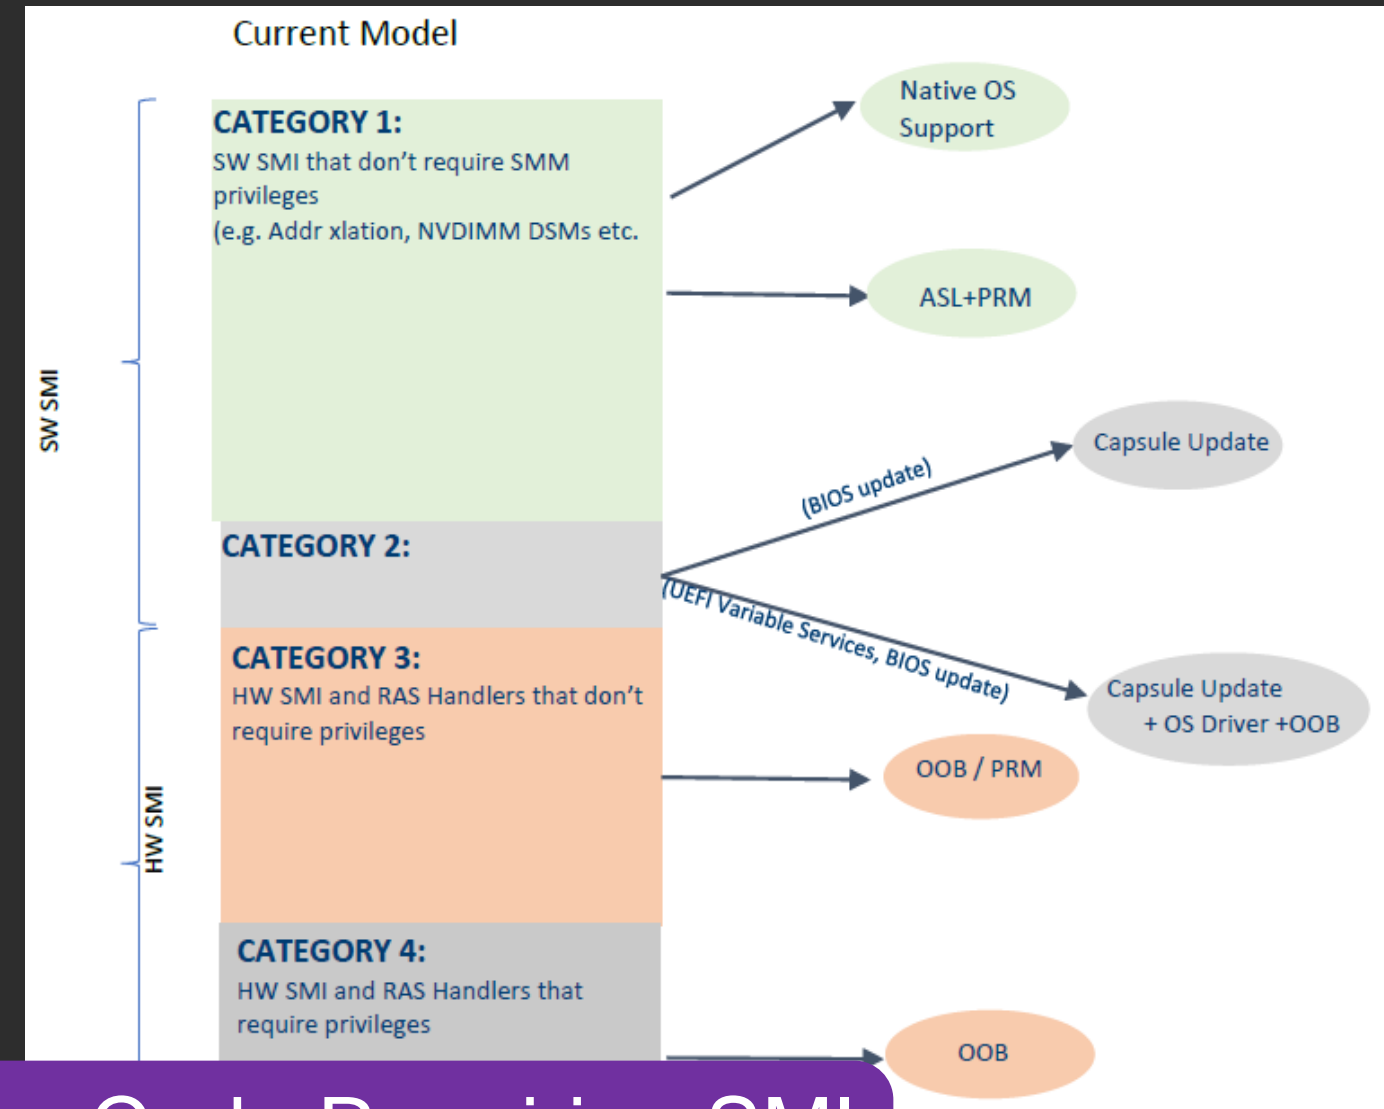 Current Model
CATEGORY 1:
SW SMI that don't require SMM
privileges
(e.g. Addr xlation, NVDIMM DSMs etc.
Native OS
Support
ASL+PRM
SW SMI
Capsule Update
(BIOS update)
CATEGORY 2:
(UEFI Variable Services, BIOS update)
Capsule Update
+ OS Driver +OOB
CATEGORY 3:
HW SMI and RAS Handlers that don't
require privileges
OOB / PRM
HW SMI
CATEGORY 4:
HW SMI and RAS Handlers that
require privileges
OOB
SMI